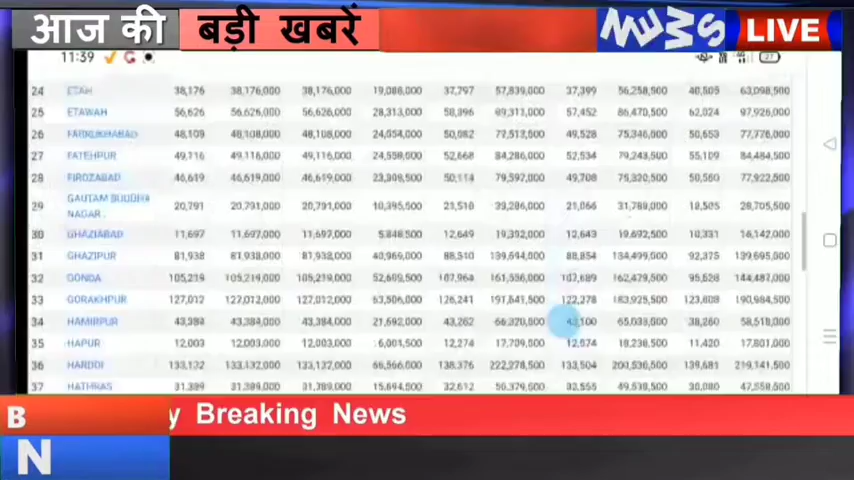 आज की बड़ी खबरें NEWS LIVE
11:39
24 ETAH 38,176 38,176,000 38,176,000 19,088,000 37,797 57,839,000 37,399 56,258,500 40,505 63,098,500
25 ETAWAH 56,626 56,626,000 56,626,000 28,313,000 58,896 57,452 86,470,500 62,024 97,926,000
26 FARRUKHABAD 48,109 48,108,000 48,108,000 24,054,000 50,082 77,513,500 49,528 75,346,000 50,653 77,776,000
27 FATEHPUR 49,116 49,116,000 49,116,000 24,558,000 52,668 84,286,000 52,534 79,243,500 55,109 84,484,500
28 FIROZABAD 46,619 46,619,000 46,619,000 23,309,500 50,114 79,597,000 49,708 75,320,500 50,560 77,922,500
29 GAUTAM BUDDHA NAGAR 20,791 20,791,000 20,791,000 10,395,500 23,510 21,066 31,789,000 18,505 28,705,500
30 GHAZIABAD 11,697 11,697,000 11,697,000 5,848,500 12,649 19,392,000 12,643 19,692,500 10,331 16,142,000
31 GHAZIPUR 81,938 81,938,000 81,938,000 40,969,000 88,510 139,694,000 88,854 134,499,000 92,375 139,695,000
32 GONDA 105,219 105,219,000 105,219,000 52,609,500 107,964 161,556,000 107,689 162,479,500 95,528 144,487,000
33 GORAKHPUR 127,012 127,012,000 127,012,000 63,506,000 126,241 191,641,500 122,278 183,925,500 123,808 190,984,500
34 HAMIRPUR 43,384 43,384,000 43,384,000 21,692,000 43,262 66,320,500 43,100 65,033,000 38,260 58,518,000
35 HAPUR 12,003 12,003,000 12,003,000 6,001,500 12,274 17,709,500 12,574 18,236,500 11,420 17,801,000
36 HARDOI 133,132 133,132,000 133,132,000 66,566,000 138,376 222,278,500 133,504 200,536,500 139,681 219,141,500
37 HATHRAS 31,389 31,389,000 31,389,000 15,694,500 32,612 50,379,000 32,555 49,539,500 30,080 47,558,500
B y Breaking News
N